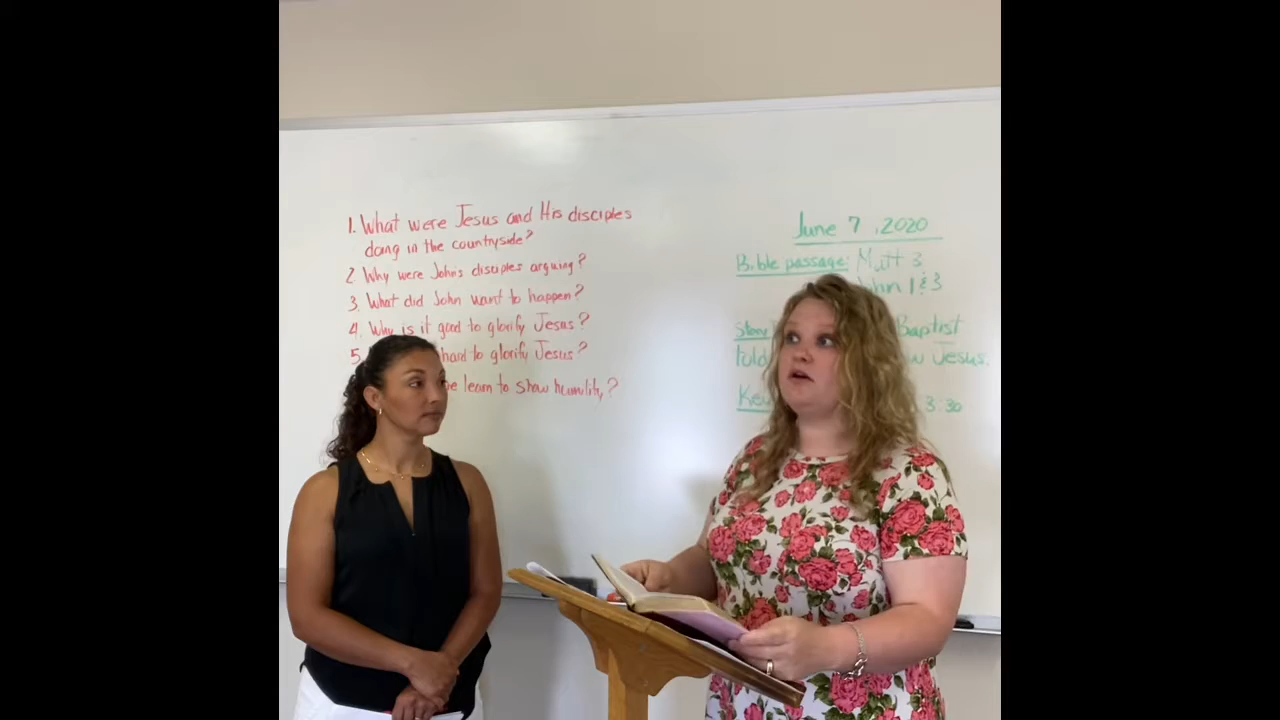 1. What were Jesus and His disciples
doing in the countryside?
2. Why were John's disciples arguing?
3. What did John want to happen?
4. Why is it good to glorify Jesus?
5. hard to glorify Jesus?
learn to show humility?
June 7, 2020
Bible passage: Matt 3
John 1 & 3
Baptist
told Jesus.
3:30